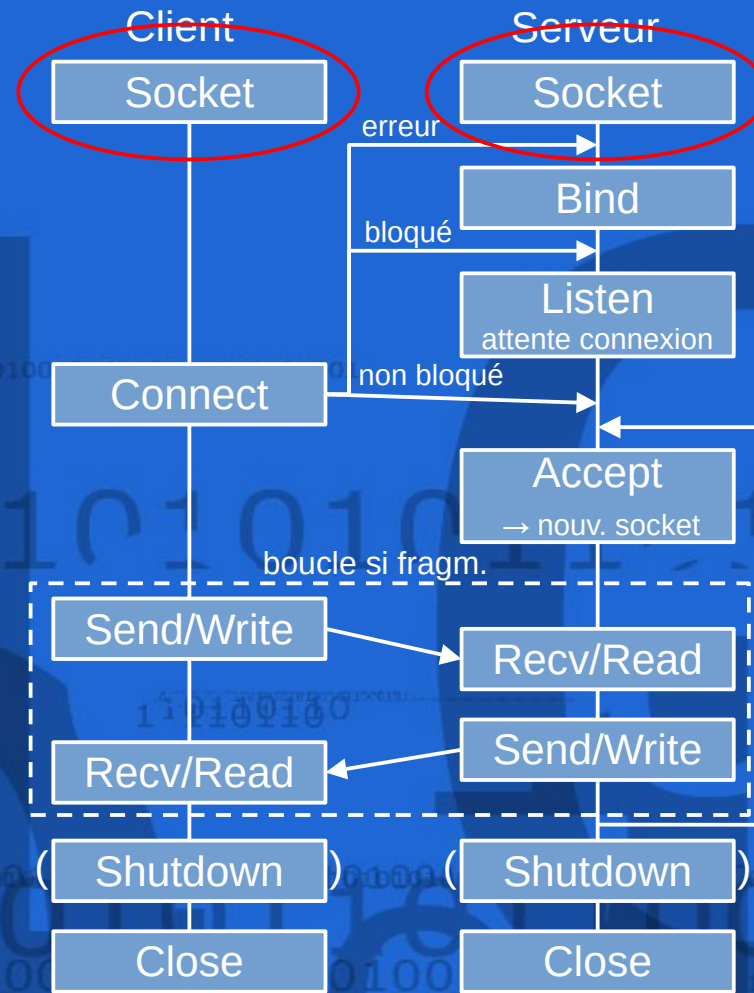 Client
Serveur
Socket
Socket
erreur
Bind
bloqué
Listen
attente connexion
non bloqué
Connect
Accept
→ nouv. socket
boucle si fragm.
Send/Write
Recv/Read
Send/Write
Recv/Read
( Shutdown )
( Shutdown )
Close
Close